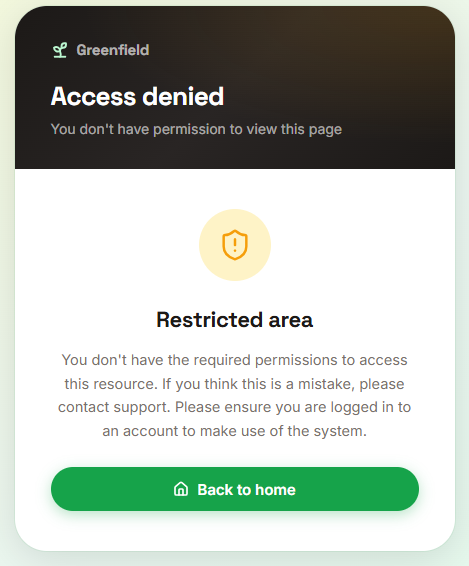 Greenfield
Access denied
You don't have permission to view this page
Restricted area
You don't have the required permissions to access
this resource. If you think this is a mistake, please
contact support. Please ensure you are logged in to
an account to make use of the system.
Back to home